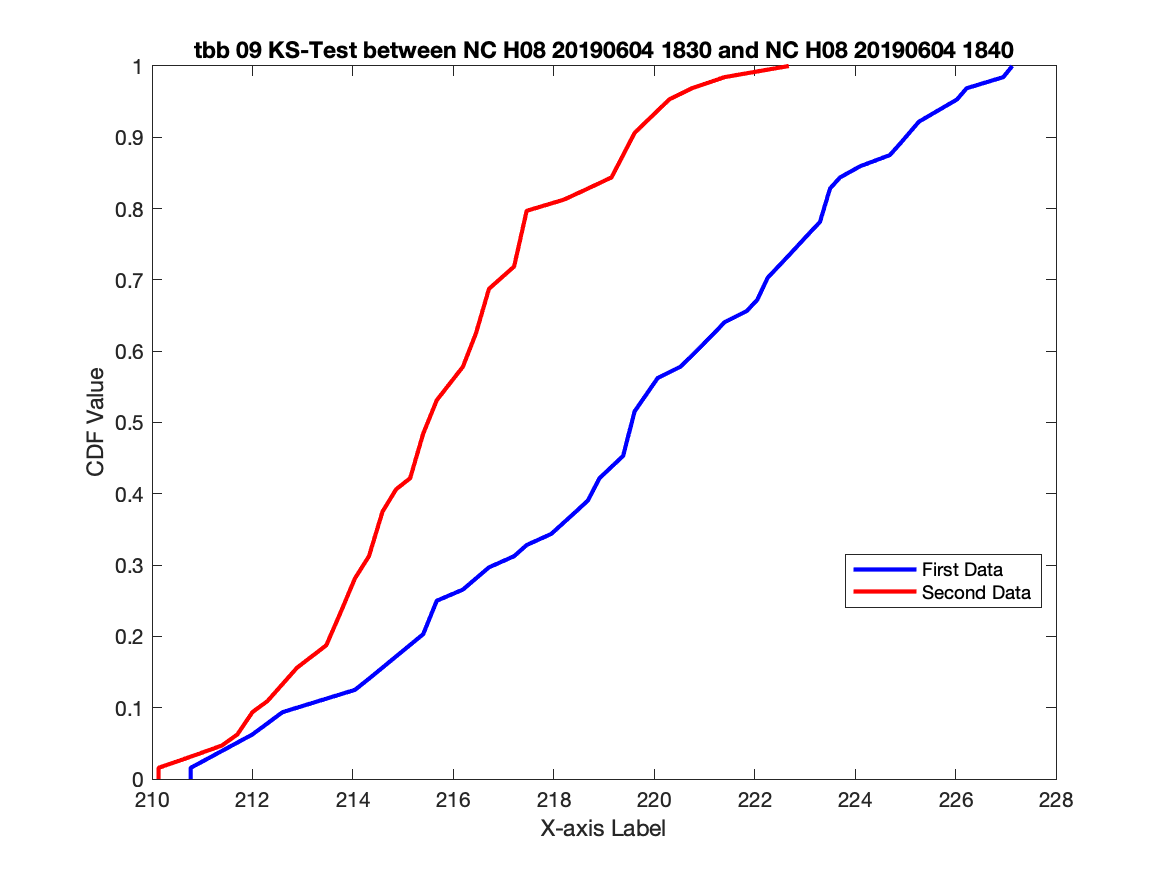 tbb 09 KS-Test between NC H08 20190604 1830 and NC H08 20190604 1840
1
0.9
0.8
0.7
0.6
0.5
0.4
0.3
0.2
0.1
0
CDF Value
First Data
Second Data
210 212 214 216 218 220 222 224 226 228
X-axis Label